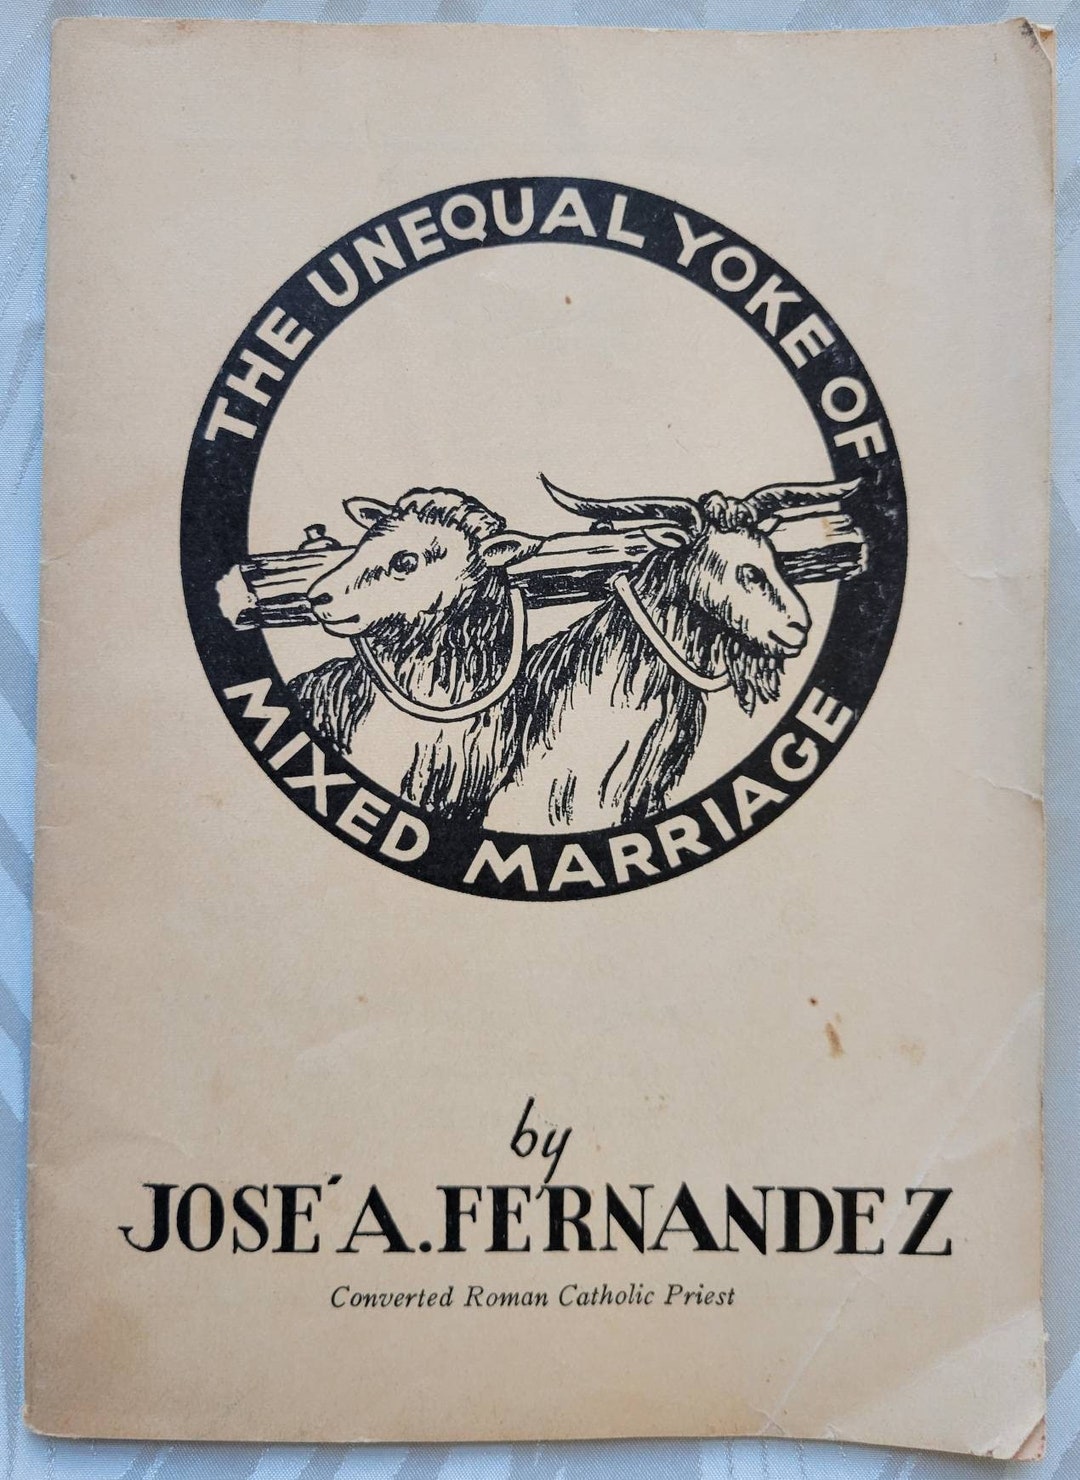 THE UNEQUAL YOKE OF
MIXED MARRIAGE
by
JOSÉ A. FERNANDEZ
Converted Roman Catholic Priest